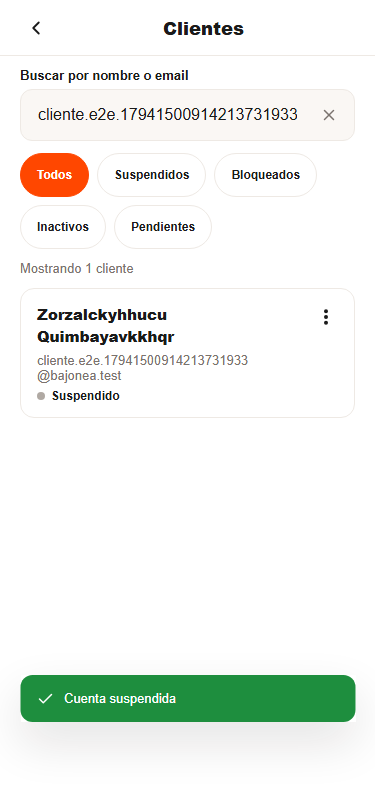 Clientes
Buscar por nombre o email
cliente.e2e.17941500914213731933
Todos
Suspendidos
Bloqueados
Inactivos
Pendientes
Mostrando 1 cliente
Zorzalckyhhucu
Quimbayavkkhqr
cliente.e2e.17941500914213731933
@bajonea.test
Suspendido
Cuenta suspendida